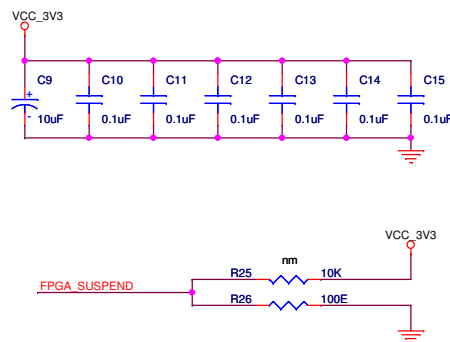 VCC_3V3
C9 C10 C11 C12 C13 C14 C15
+
-
10uF 0.1uF 0.1uF 0.1uF 0.1uF 0.1uF 0.1u
VCC_3V3
nm
R25 10K
FPGA_SUSPEND
R26 100E